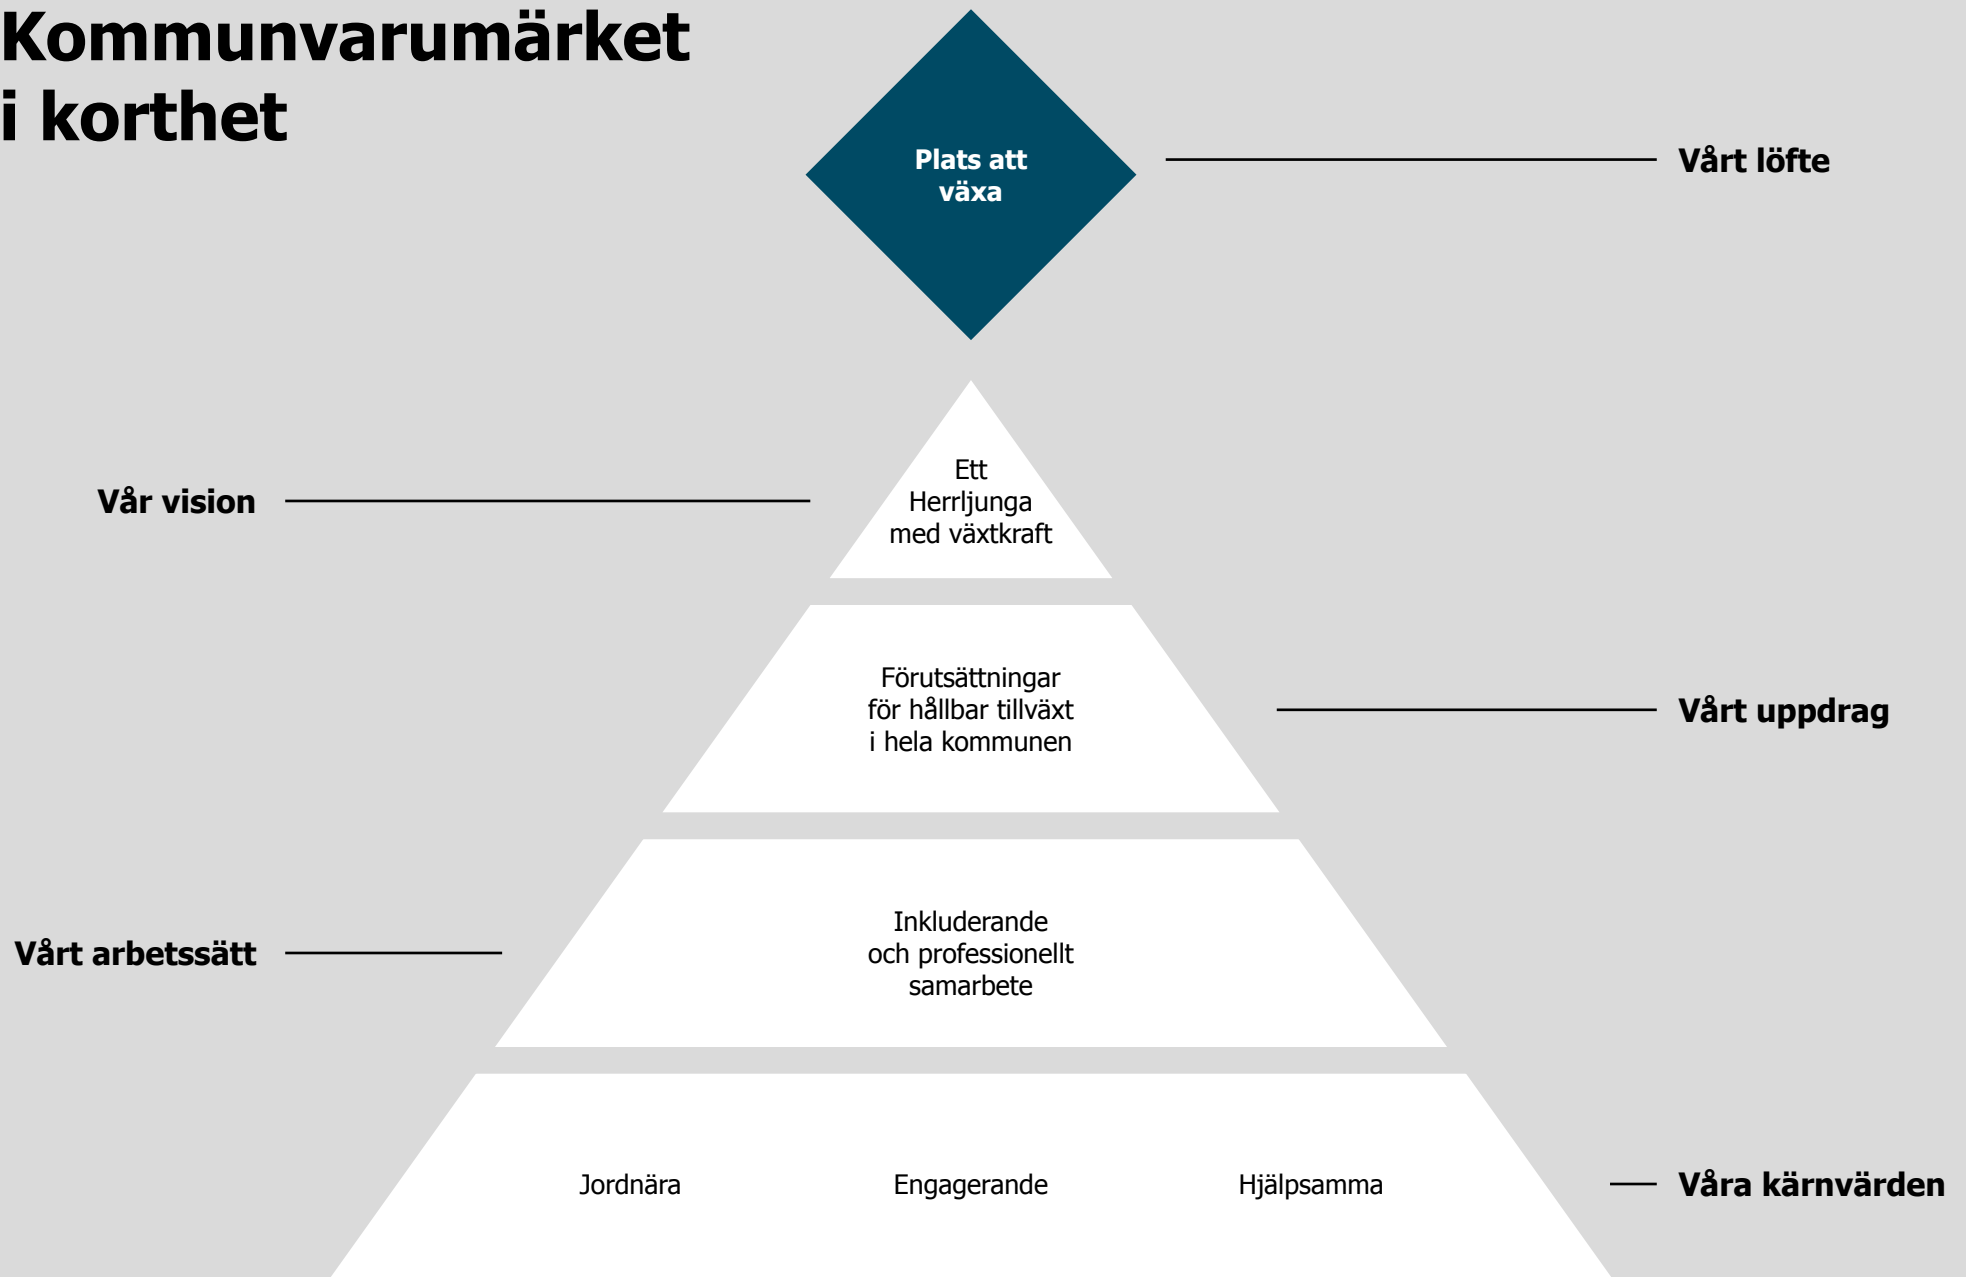 Kommunvarumärket
i korthet
Plats att
växa
Vårt löfte
Vår vision
Ett
Herrljunga
med växtkraft
Förutsättningar
för hållbar tillväxt
i hela kommunen
Vårt uppdrag
Vårt arbetssätt
Inkluderande
och professionellt
samarbete
Jordnära
Engagerande
Hjälpsamma
Våra kärnvärden